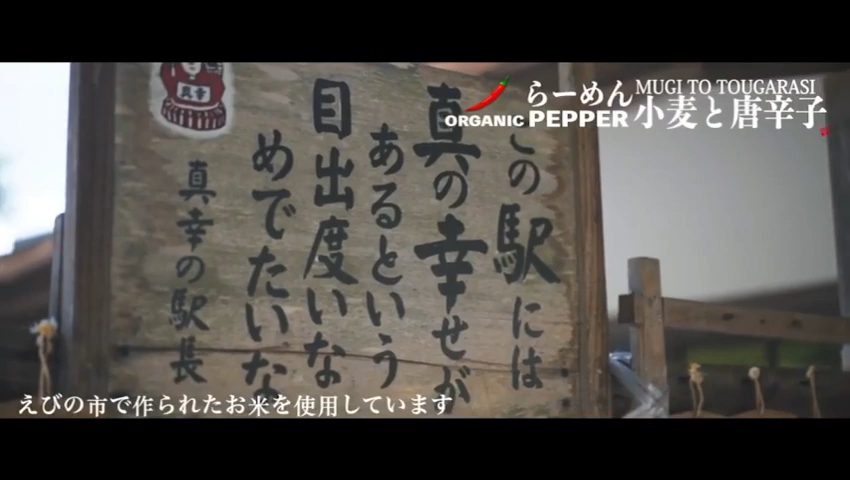 MUGI TO TOUGARASI
らーめん
ORGANIC PEPPER 小麦と唐辛子
この駅には
真の幸せが
あるという
目出度いな
めでたいな
真幸の駅長
真幸
えびの市で作られたお米を使用しています